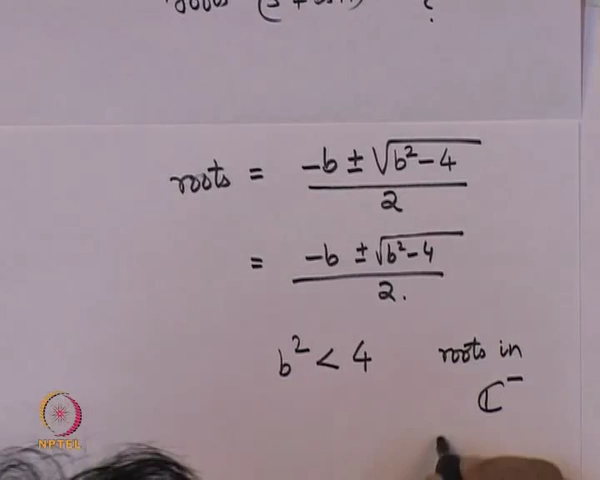 roots = (-b ± √(b² - 4)) / 2
= (-b ± √(b² - 4)) / 2.
b² < 4 roots in
ℂ⁻
NPTEL